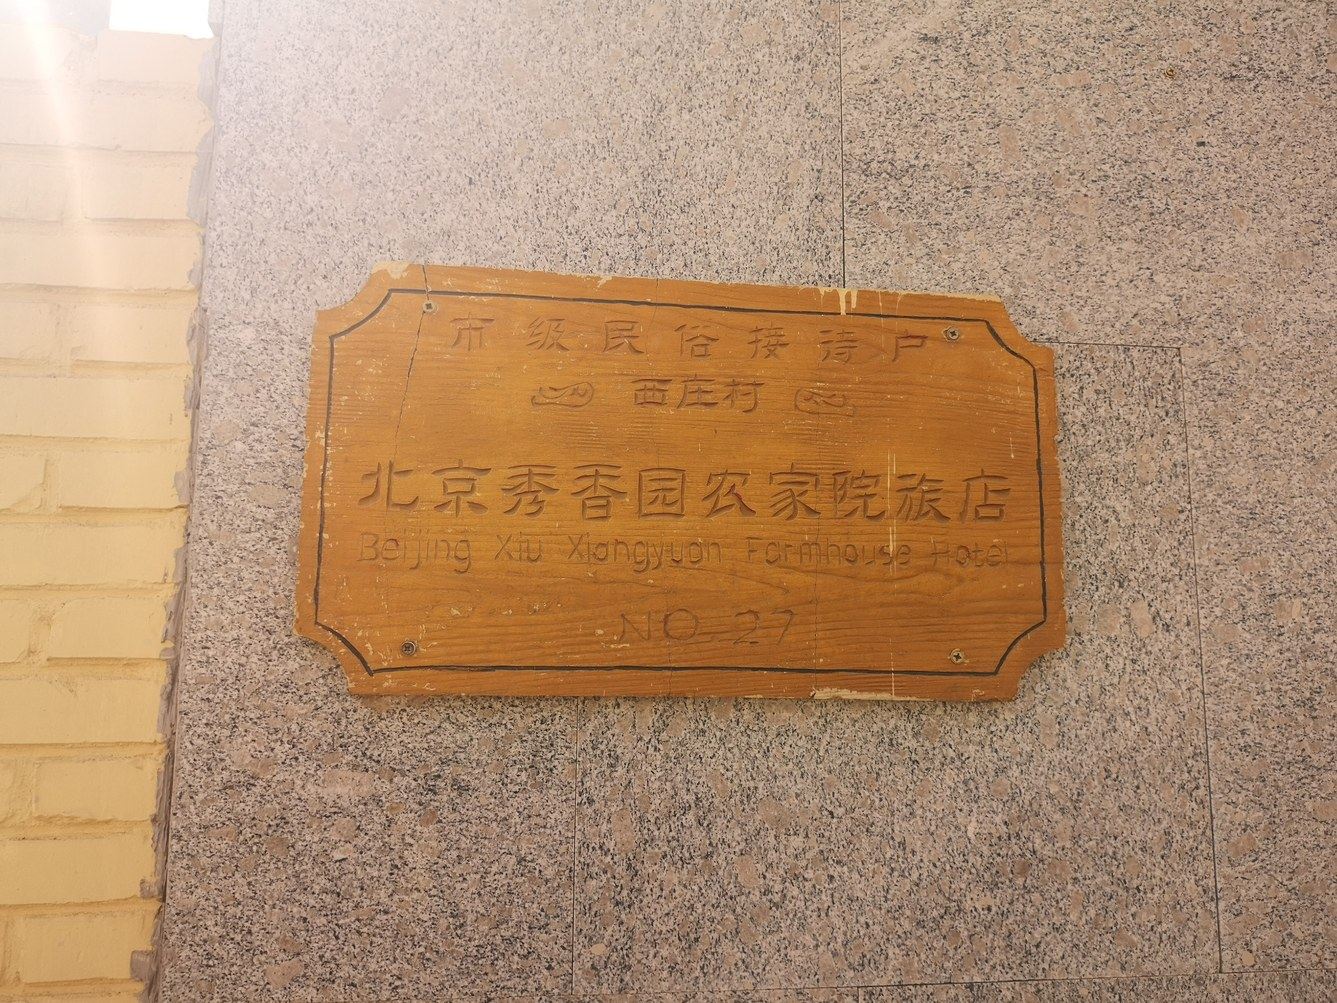 市级民俗接待户
西庄村
北京秀香园农家院旅店
Beijing Xiu Xiangyuan Farmhouse Hotel
NO.27